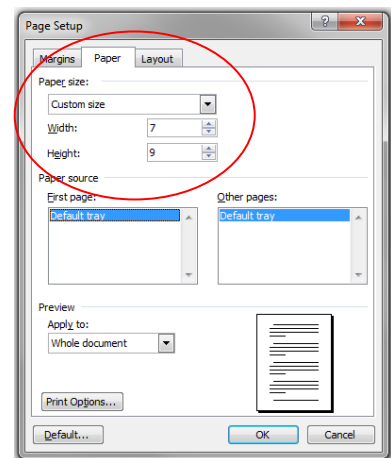 Page Setup
Margins Paper Layout
Paper size:
Custom size
Width: 7
Height: 9
Paper source
First page: Other pages:
Default tray Default tray
Preview
Apply to:
Whole document
Print Options...
Default... OK Cancel